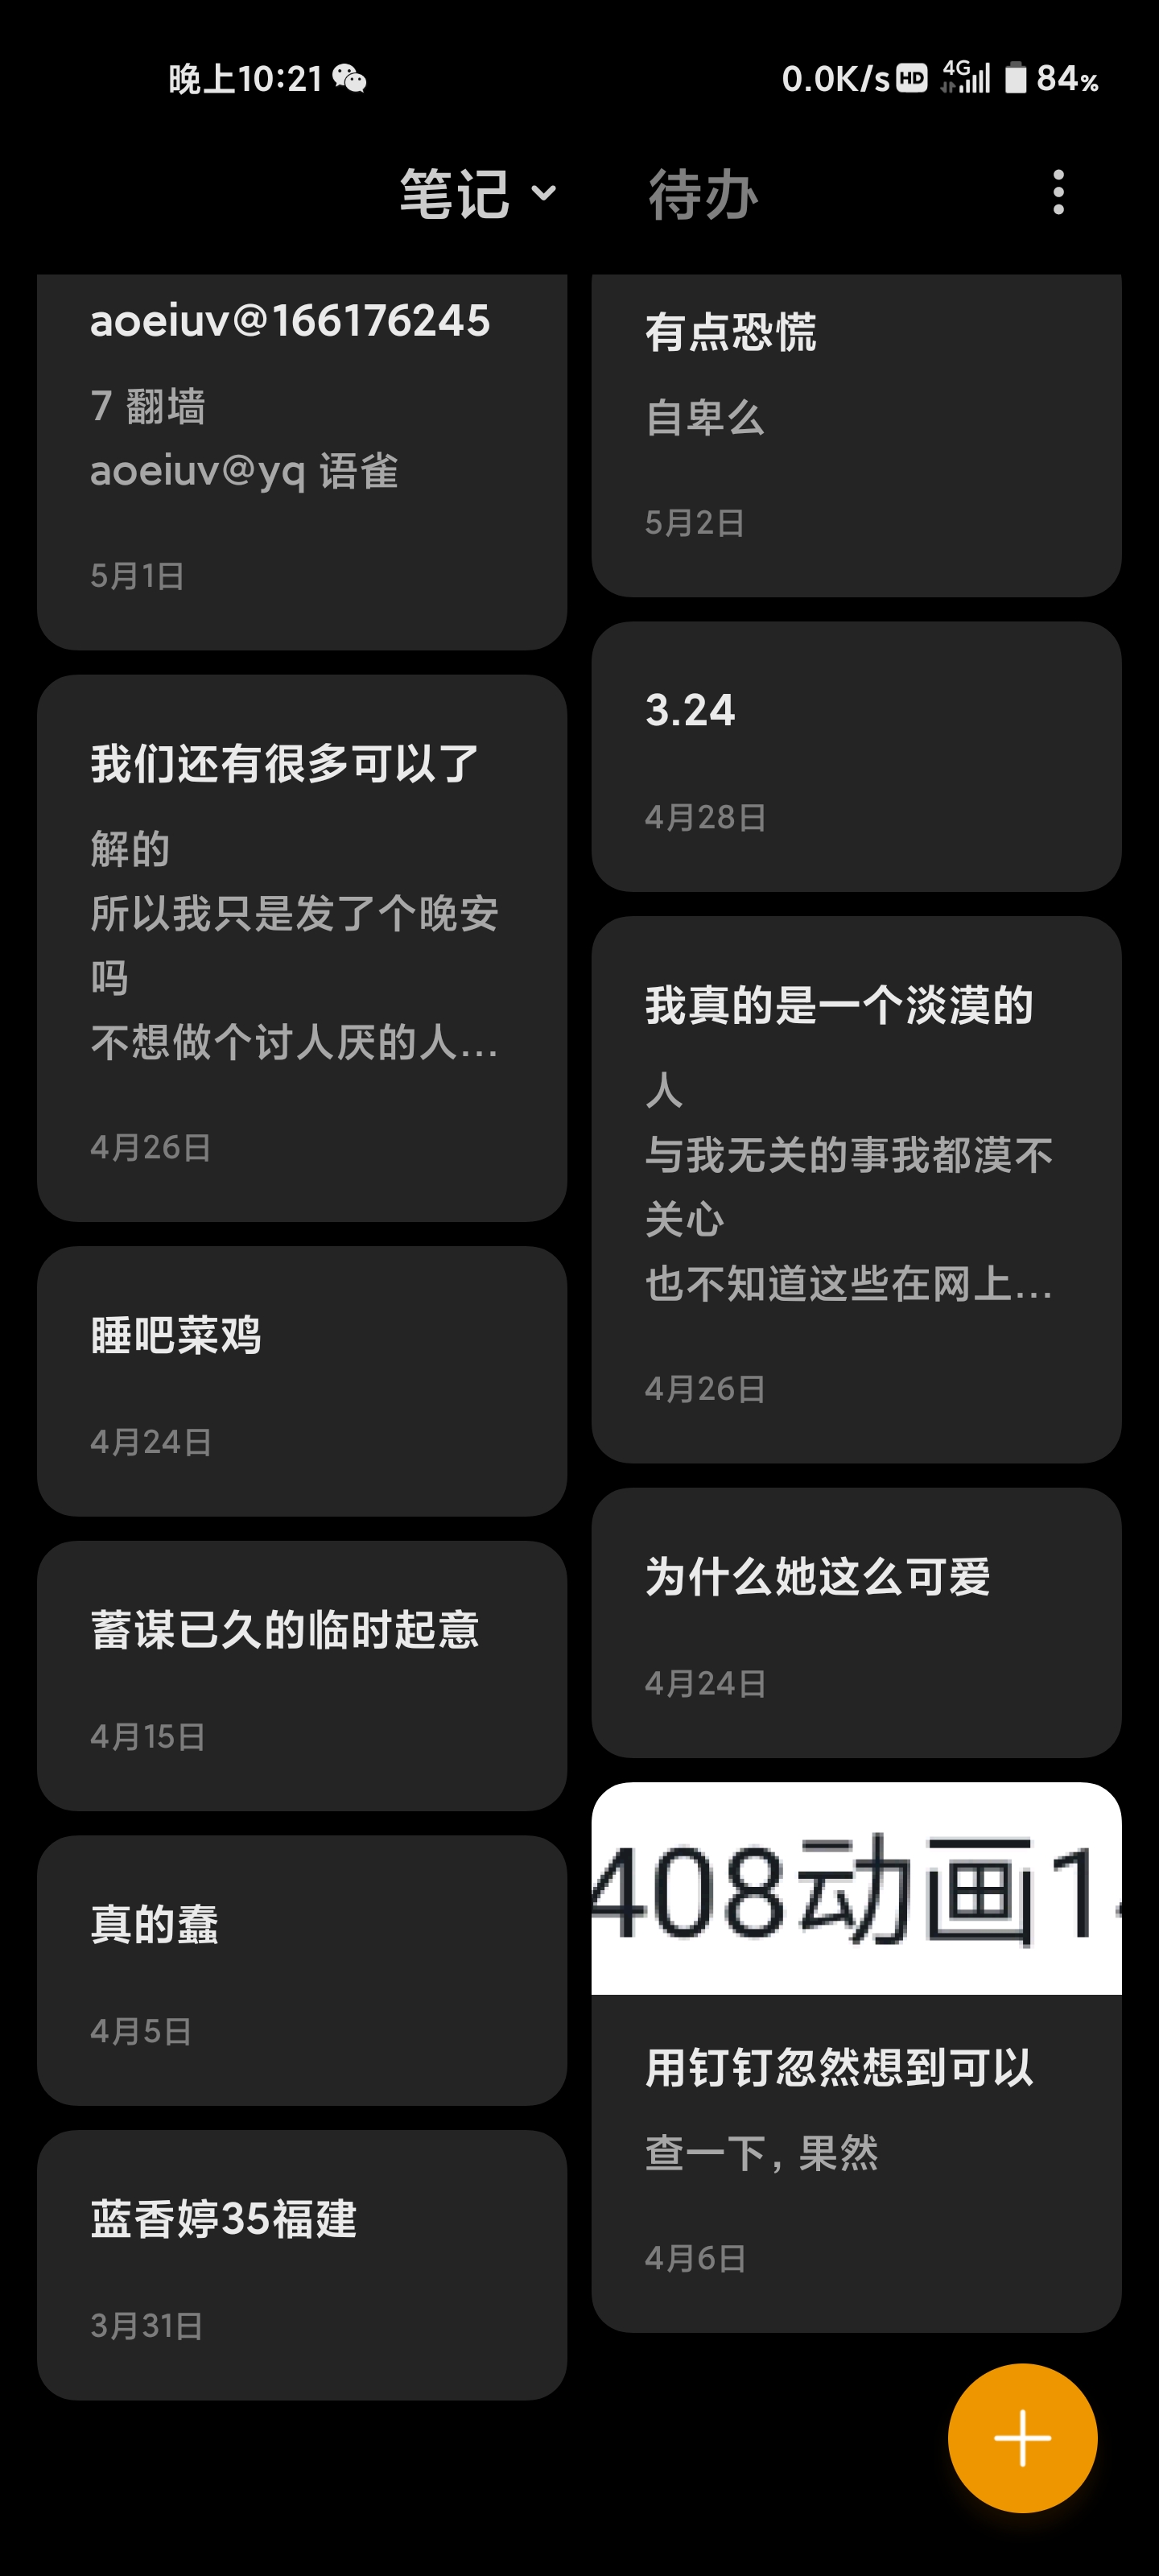 晚上10:21
0.0K/s HD 4G 84%
笔记
待办
aoeiuv@166176245
7 翻墙
aoeiuv@yq 语雀
5月1日
我们还有很多可以了
解的
所以我只是发了个晚安
吗
不想做个讨人厌的人...
4月26日
睡吧菜鸡
4月24日
蓄谋已久的临时起意
4月15日
真的蠢
4月5日
蓝香婷35福建
3月31日
有点恐慌
自卑么
5月2日
3.24
4月28日
我真的是一个淡漠的
人
与我无关的事我都漠不
关心
也不知道这些在网上...
4月26日
为什么她这么可爱
4月24日
408动画1
用钉钉忽然想到可以
查一下，果然
4月6日